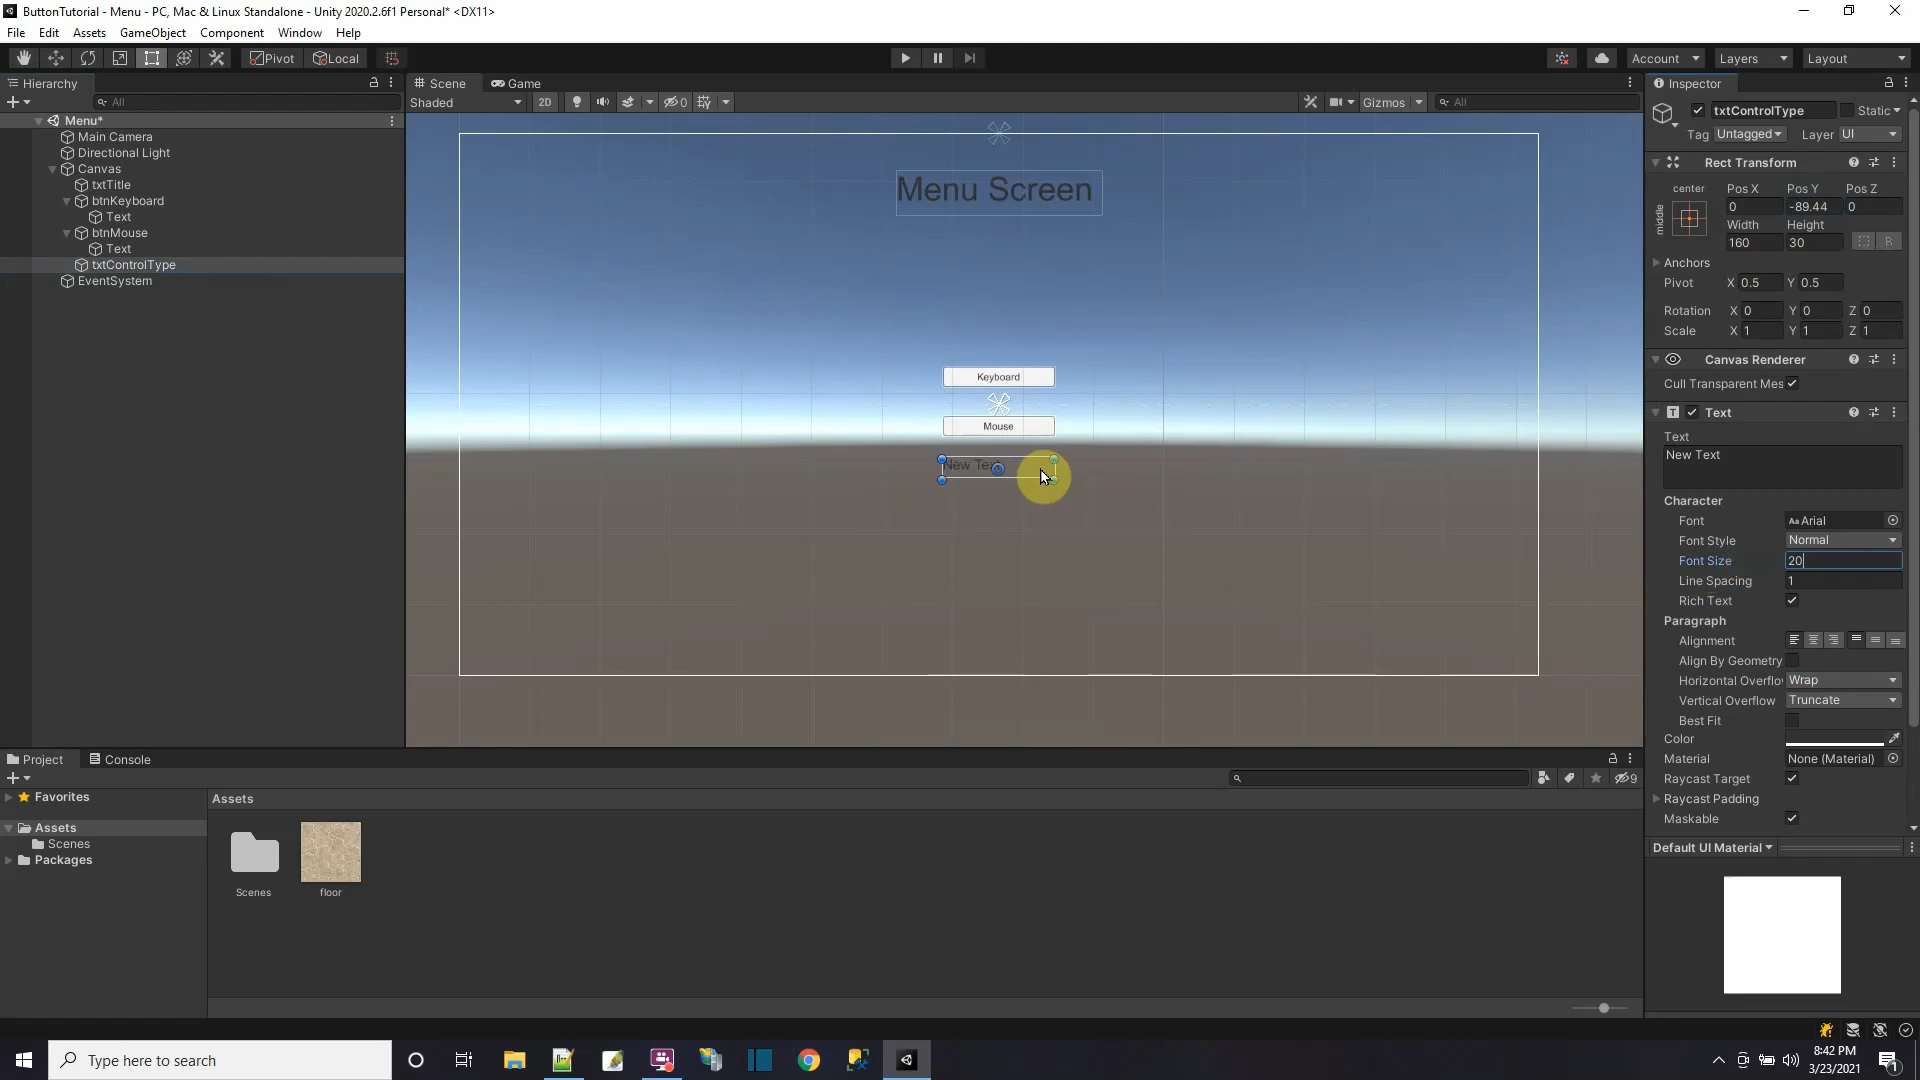 ButtonTutorial - Menu - PC, Mac & Linux Standalone - Unity 2020.2.6f1 Personal* <DX11>
File Edit Assets GameObject Component Window Help
Pivot Local Account Layers Layout
Hierarchy
All
Menu*
Main Camera
Directional Light
Canvas
txtTitle
btnKeyboard
Text
btnMouse
Text
txtControlType
EventSystem
Scene Game
Shaded 2D 0 Gizmos All
Menu Screen
Keyboard
Mouse
New Text
Inspector
txtControlType Static
Tag Untagged Layer UI
Rect Transform
center Pos X Pos Y Pos Z
middle 0 -89.44 0
Width Height
160 30 R
Anchors
Pivot X 0.5 Y 0.5
Rotation X 0 Y 0 Z 0
Scale X 1 Y 1 Z 1
Canvas Renderer
Cull Transparent Mes
Text
Text
New Text
Character
Font Arial
Font Style Normal
Font Size 20
Line Spacing 1
Rich Text
Paragraph
Alignment
Align By Geometry
Horizontal Overflo Wrap
Vertical Overflow Truncate
Best Fit
Color
Material None (Material)
Raycast Target
Raycast Padding
Maskable
Default UI Material
Project Console
9
Favorites
Assets
Scenes
Packages
Assets
Scenes floor
Type here to search
8:42 PM
3/23/2021
1